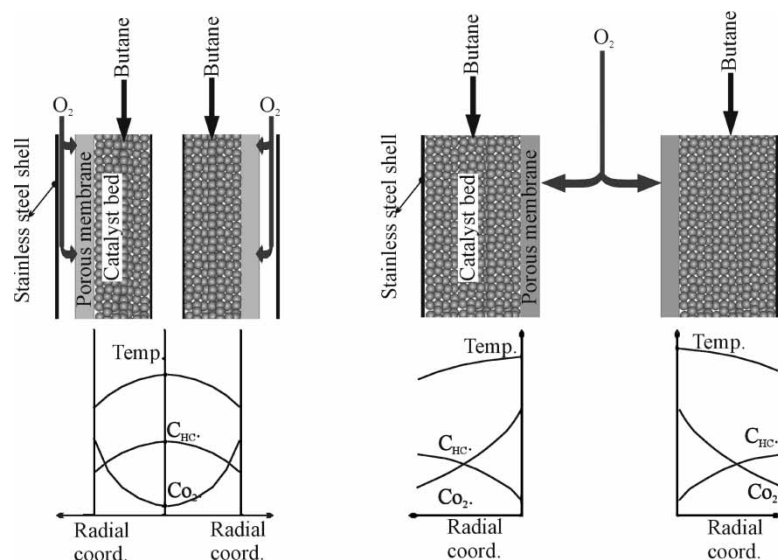 Butane
Butane
O2
O2
Stainless steel shell
Porous membrane
Catalyst bed
Temp.
CHC.
Co2.
Radial
coord.
Radial
coord.
Butane
O2
Butane
Stainless steel shell
Catalyst bed
Porous membrane
Temp.
CHC.
Co2.
Radial
coord.
Temp.
CHC.
Co2.
Radial
coord.